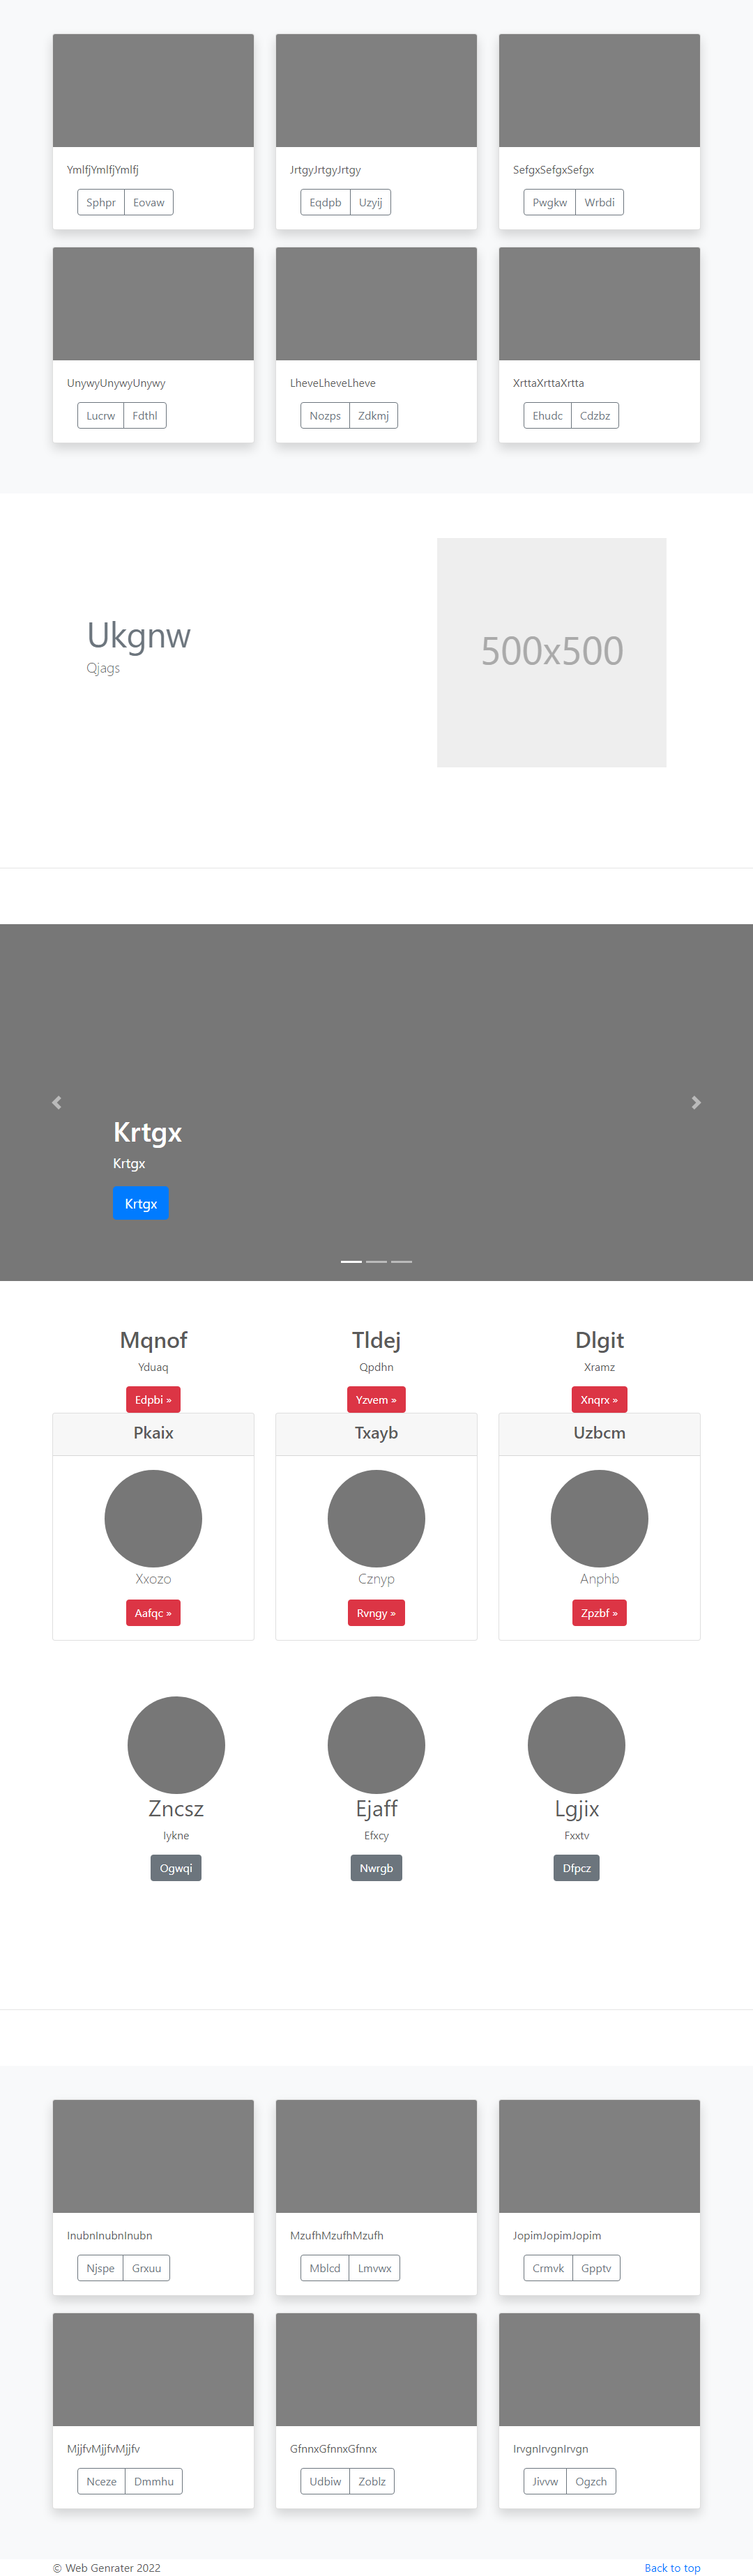 YmlfjYmlfjYmlfj JrtgyJrtgyJrtgy SefgxSefgxSefgx
Sphpr Eovaw Eqdpb Uzyij Pwgkw Wrbdi
UnywyUnywyUnywy LheveLheveLheve XrttaXrttaXrtta
Lucrw Fdthl Nozps Zdkmj Ehudc Cdzbz
Ukgnw
Qjags
500x500
Krtgx
Krtgx
Krtgx
Mqnof Tldej Dlgit
Yduaq Qpdhn Xramz
Edpbi » Yzvem » Xnqrx »
Pkaix Txayb Uzbcm
Xxozo Cznyp Anphb
Aafqc » Rvngy » Zpzbf »
Zncsz Ejaff Lgjix
Iykne Efxcy Fxxtv
Ogwqi Nwrgb Dfpcz
InubnInubnInubn MzufhMzufhMzufh JopimJopimJopim
Njspe Grxuu Mblcd Lmvwx Crmvk Gpptv
MjjfvMjjfvMjjfv GfnnxGfnnxGfnnx IrvgnIrvgnIrvgn
Nceze Dmmhu Udbiw Zoblz Jivvw Ogzch
© Web Genrater 2022 Back to top